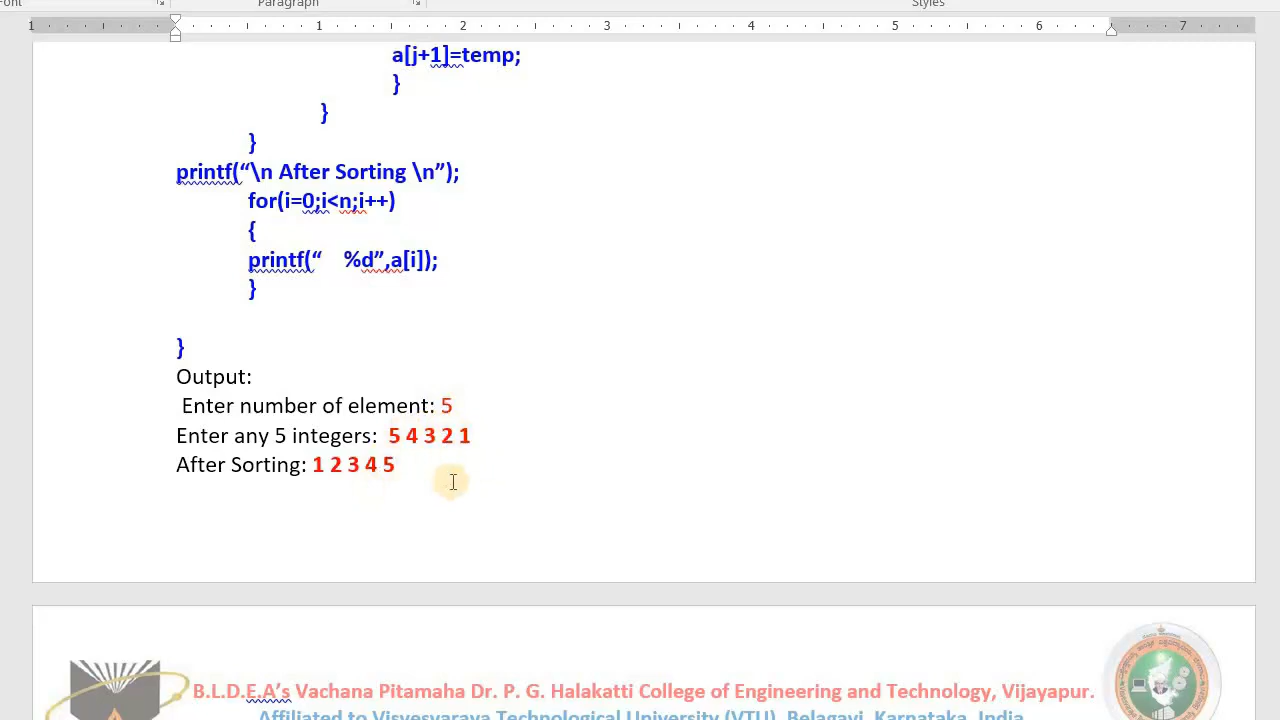 Font
Paragraph
Styles
1 1 2 3 4 5 6 7
a[j+1]=temp;
}
}
}
printf(“\n After Sorting \n”);
for(i=0;i<n;i++)
{
printf(“ %d”,a[i]);
}
}
Output:
Enter number of element: 5
Enter any 5 integers: 5 4 3 2 1
After Sorting: 1 2 3 4 5
B.L.D.E.A’s Vachana Pitamaha Dr. P. G. Halakatti College of Engineering and Technology, Vijayapur.
Affiliated to Visvesvaraya Technological University (VTU), Belagavi, Karnataka, India